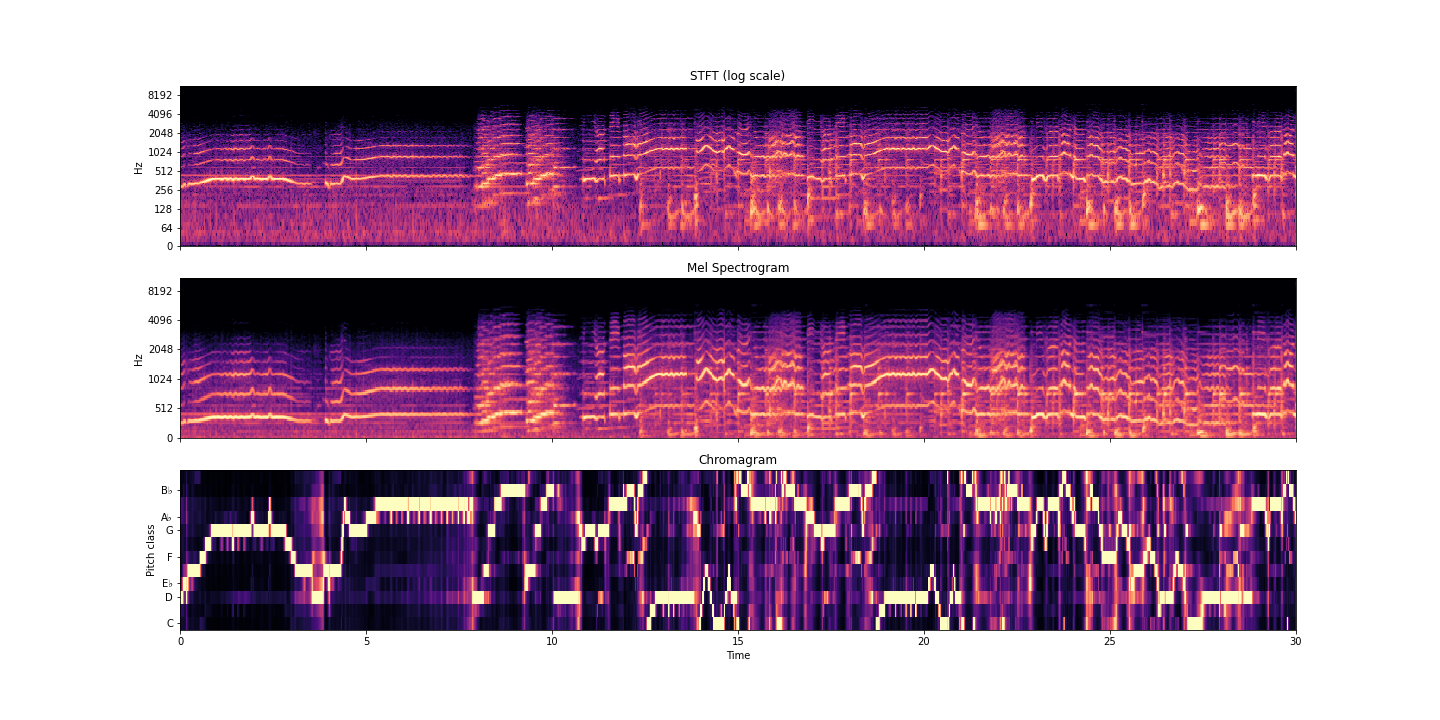 STFT (log scale)
8192
4096
2048
1024
512
256
128
64
0
Hz
Mel Spectrogram
8192
4096
2048
1024
512
0
Hz
Chromagram
B♭
A♭
G
F
E♭
D
C
Pitch class
0 5 10 15 20 25 30
Time